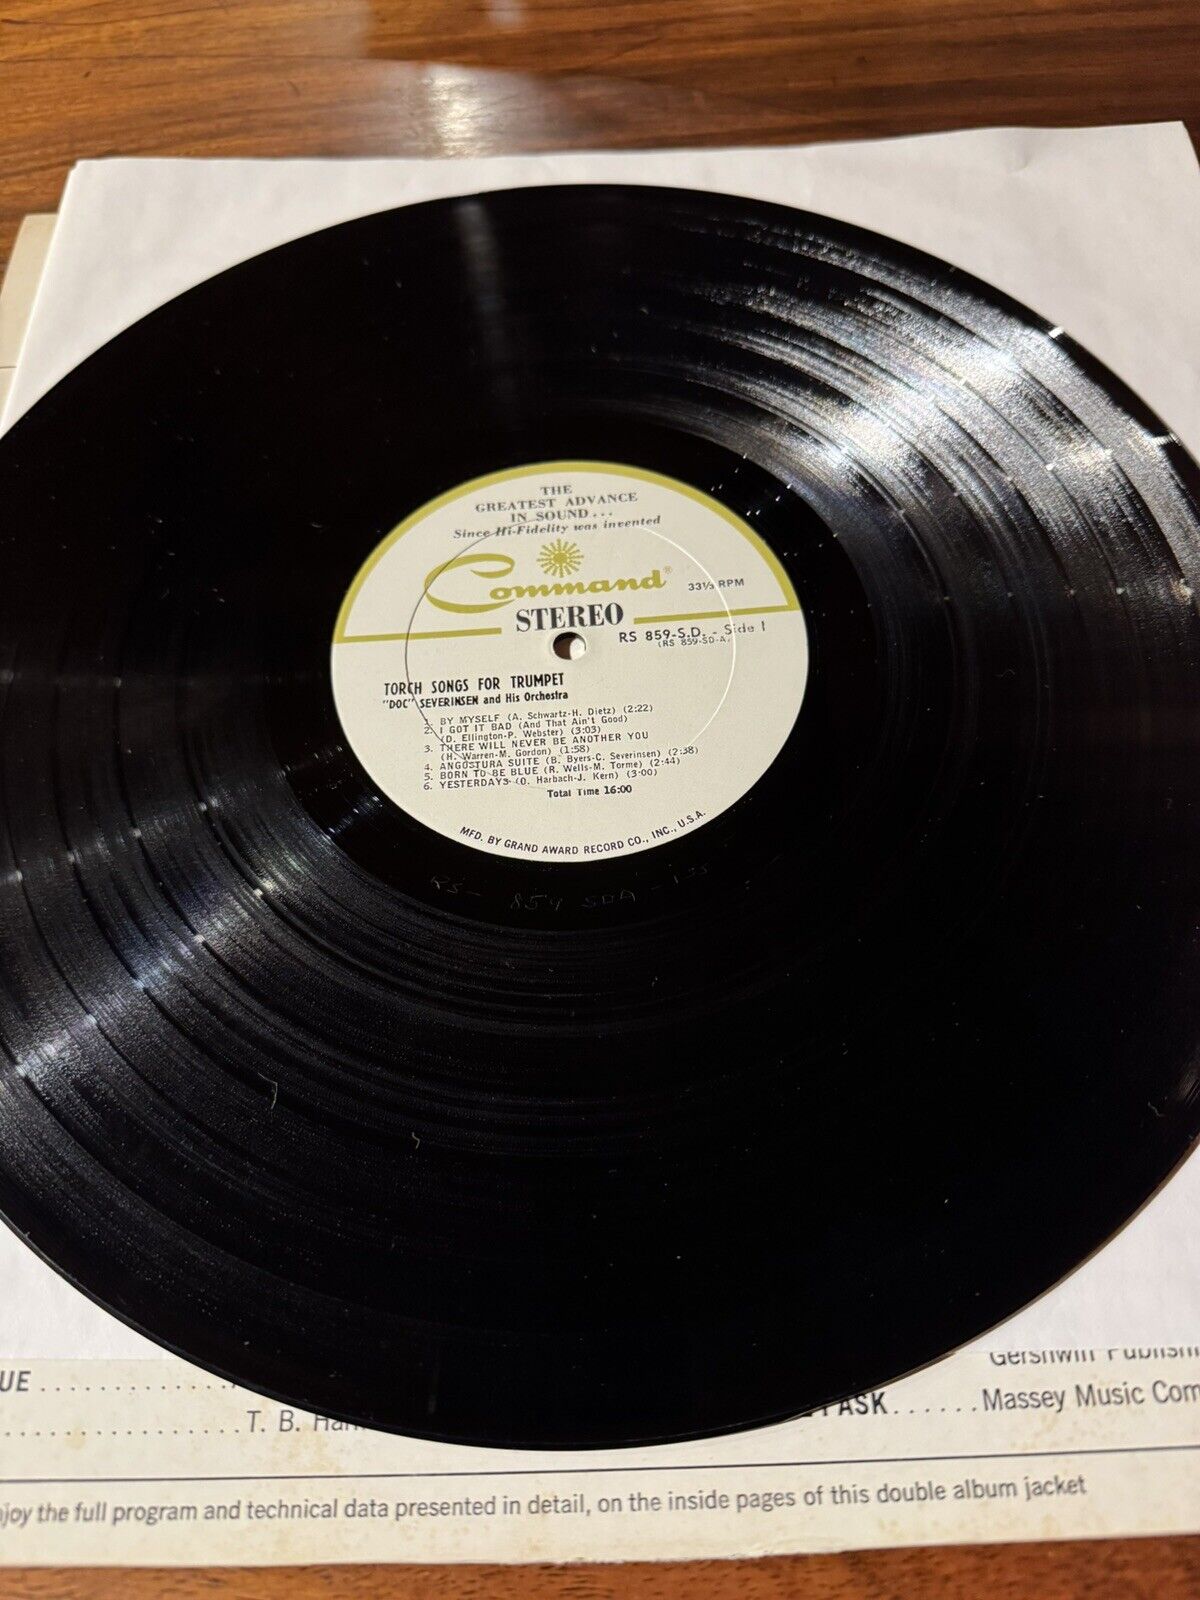 THE
GREATEST ADVANCE
IN SOUND...
Since Hi-Fidelity was invented
Command®
33⅓ RPM
STEREO
RS 859-S.D. - Side 1
(RS 859-SD-A)
TORCH SONGS FOR TRUMPET
"DOC" SEVERINSEN and His Orchestra
1. BY MYSELF (A. Schwartz-H. Dietz) (2:22)
2. I GOT IT BAD (And That Ain't Good)
(D. Ellington-P. Webster) (3:03)
3. THERE WILL NEVER BE ANOTHER YOU
(H. Warren-M. Gordon) (1:58)
4. ANGOSTURA SUITE (B. Byers-C. Severinsen) (2:38)
5. BORN TO BE BLUE (R. Wells-M. Torme) (2:44)
6. YESTERDAYS (O. Harbach-J. Kern) (3:00)
Total Time 16:00
MFD. BY GRAND AWARD RECORD CO., INC., U.S.A.
RS- 859 SDA
Gershwin Publishi
UE
ASK......Massey Music Com
T. B. Har
njoy the full program and technical data presented in detail, on the inside pages of this double album jacket